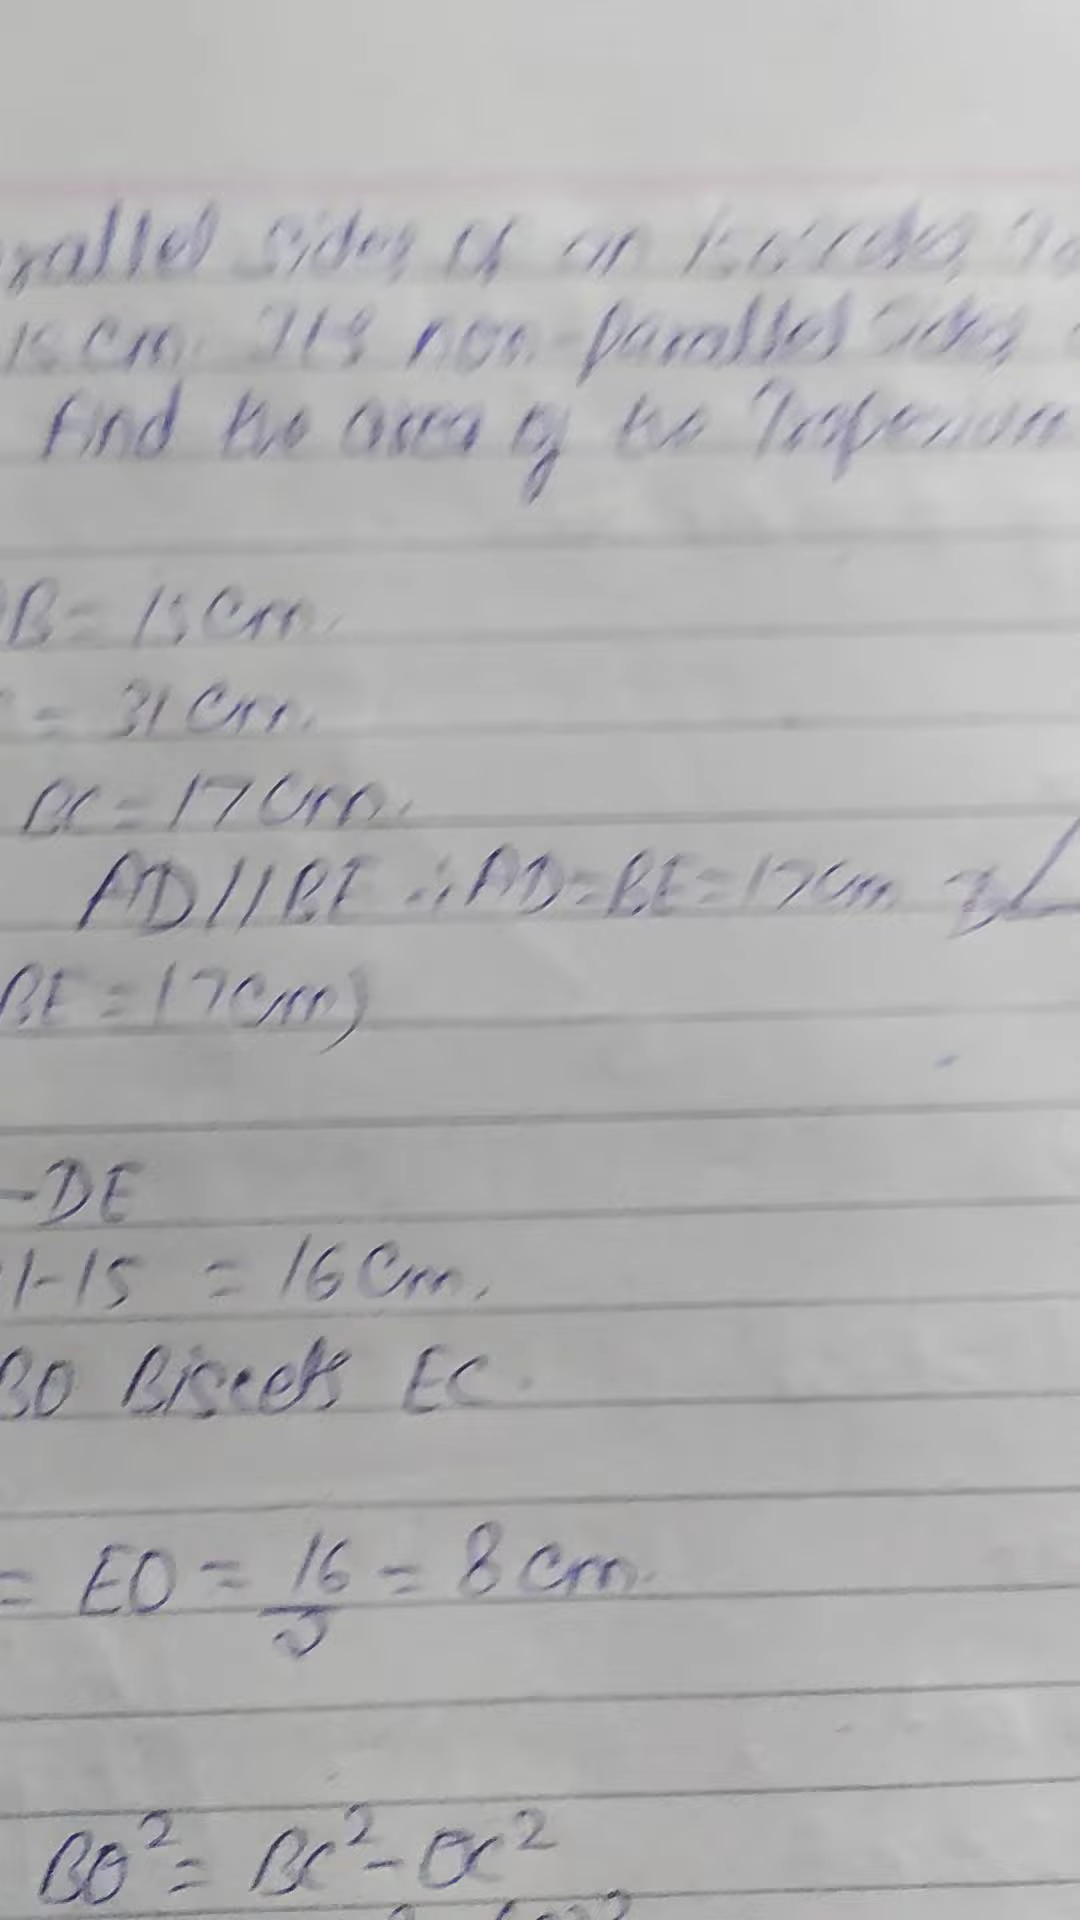 rallel sides of an Isosceles
15 cm. Its non-parallel sides
find the area of the Trapezium
B = 15 Cm.
= 31 Cm.
BC = 17 Cm.
AD // BE ∴ AD = BE = 17 cm
BE = 17 cm)
- DE
1-15 = 16 Cm.
BO Bisects EC.
= EO = 16/2 = 8 cm.
BO² = BC² - OC²